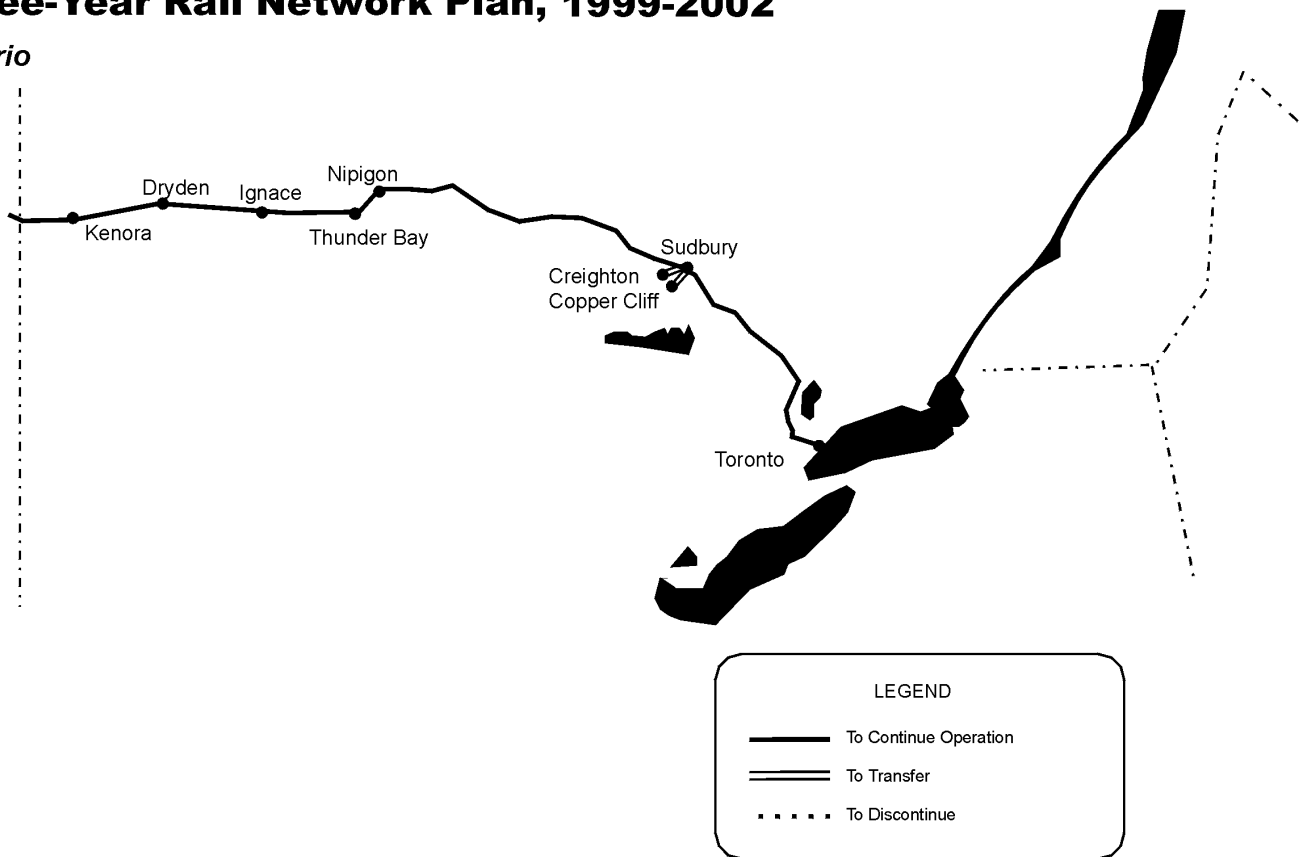 ee-Year Rail Network Plan, 1999-2002
rio
Nipigon
Dryden
Ignace
Kenora
Thunder Bay
Sudbury
Creighton
Copper Cliff
Toronto
LEGEND
To Continue Operation
To Transfer
To Discontinue